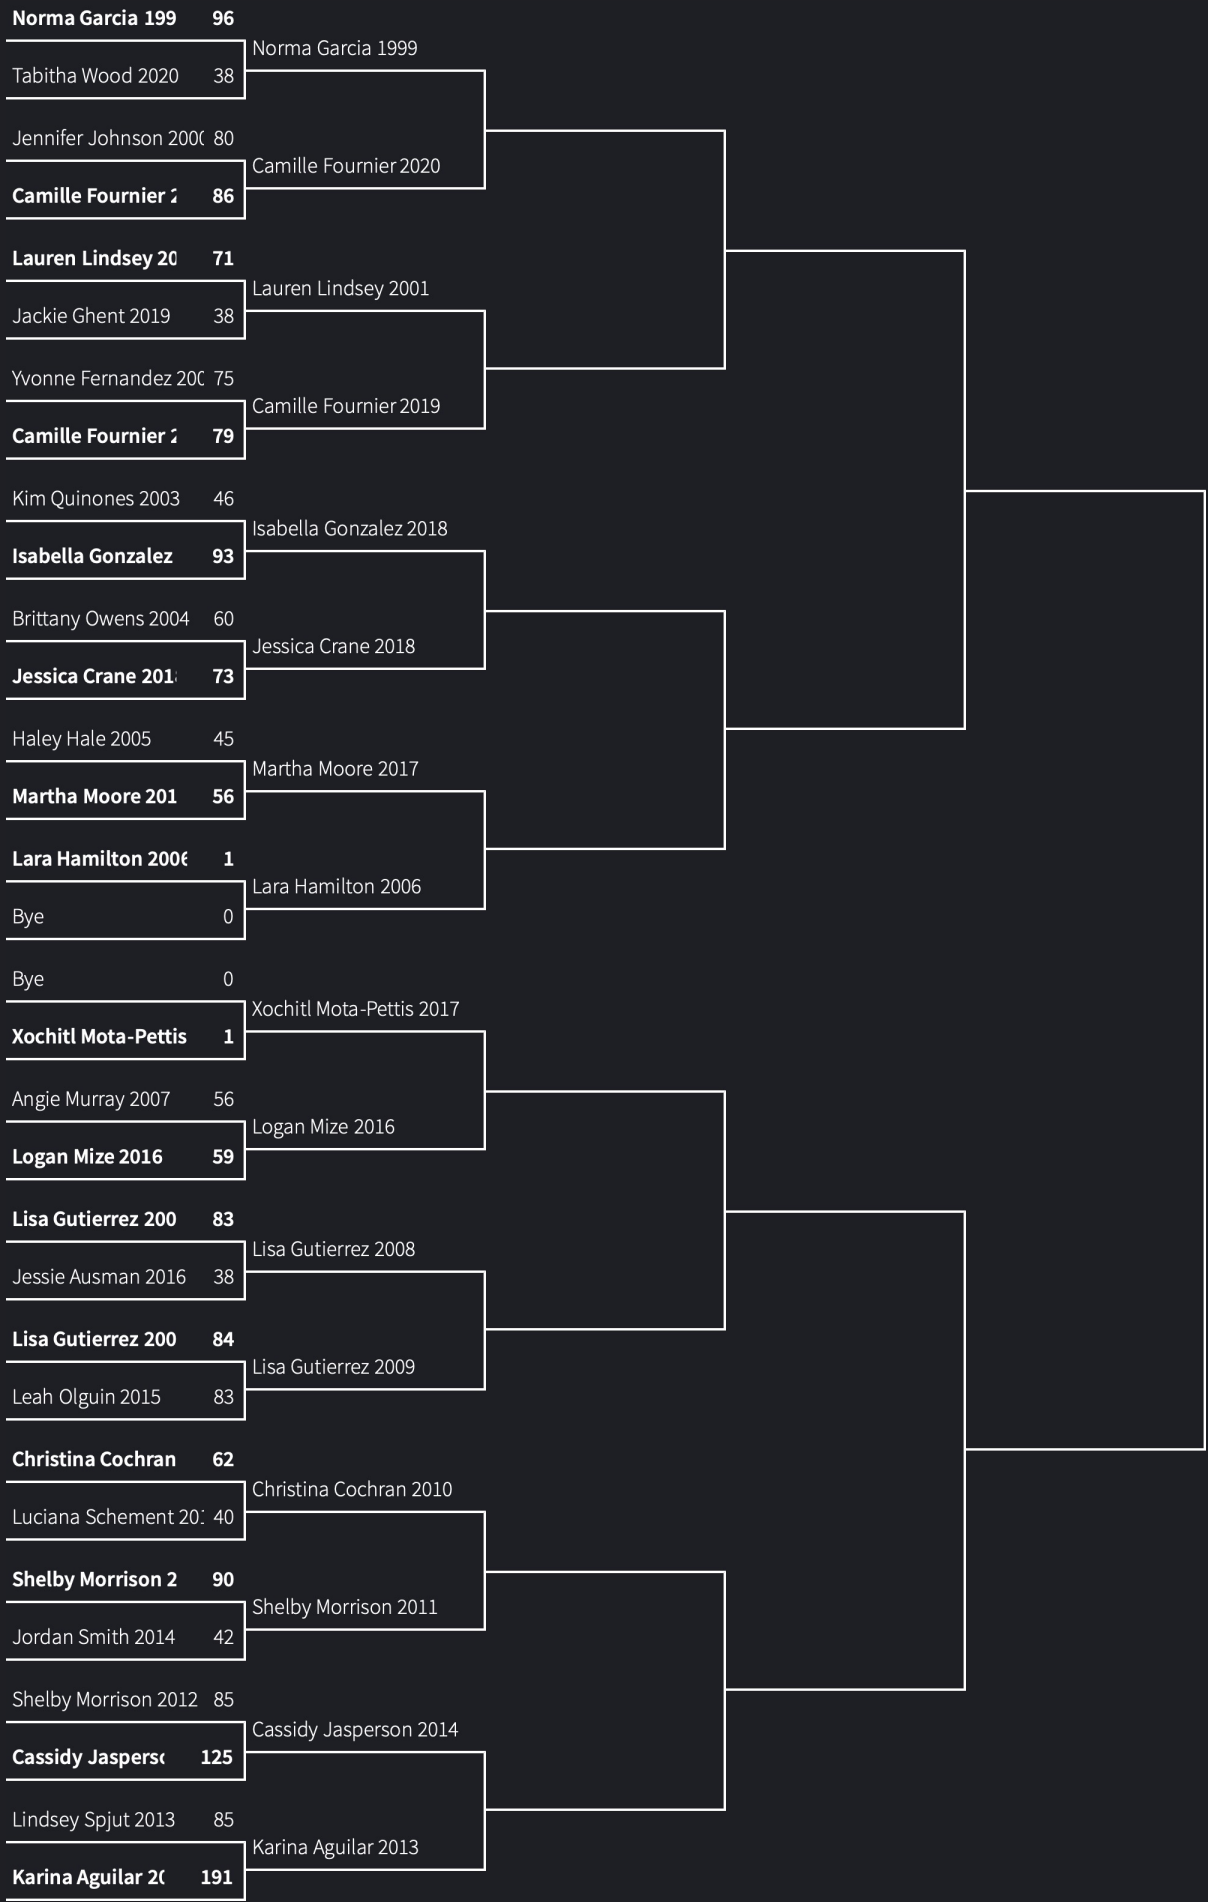 Norma Garcia 199 96
Norma Garcia 1999
Tabitha Wood 2020 38
Jennifer Johnson 200 80
Camille Fournier 2020
Camille Fournier 2 86
Lauren Lindsey 20 71
Lauren Lindsey 2001
Jackie Ghent 2019 38
Yvonne Fernandez 200 75
Camille Fournier 2019
Camille Fournier 2 79
Kim Quinones 2003 46
Isabella Gonzalez 2018
Isabella Gonzalez 93
Brittany Owens 2004 60
Jessica Crane 2018
Jessica Crane 201 73
Haley Hale 2005 45
Martha Moore 2017
Martha Moore 201 56
Lara Hamilton 2006 1
Lara Hamilton 2006
Bye 0
Bye 0
Xochitl Mota-Pettis 2017
Xochitl Mota-Pettis 1
Angie Murray 2007 56
Logan Mize 2016
Logan Mize 2016 59
Lisa Gutierrez 200 83
Lisa Gutierrez 2008
Jessie Ausman 2016 38
Lisa Gutierrez 200 84
Lisa Gutierrez 2009
Leah Olguin 2015 83
Christina Cochran 62
Christina Cochran 2010
Luciana Schement 201 40
Shelby Morrison 2 90
Shelby Morrison 2011
Jordan Smith 2014 42
Shelby Morrison 2012 85
Cassidy Jasperson 2014
Cassidy Jasperso 125
Lindsey Spjut 2013 85
Karina Aguilar 2013
Karina Aguilar 20 191